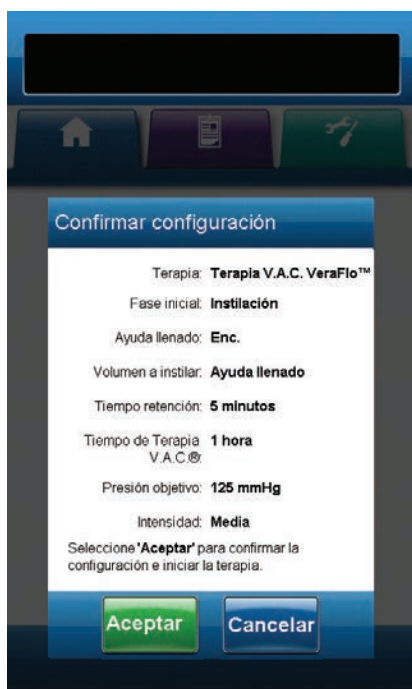 Confirmar configuración
Terapia: Terapia V.A.C. VeraFlo™
Fase inicial: Instilación
Ayuda llenado: Enc.
Volumen a instilar: Ayuda llenado
Tiempo retención: 5 minutos
Tiempo de Terapia 1 hora
V.A.C.®:
Presión objetivo: 125 mmHg
Intensidad: Media
Seleccione 'Aceptar' para confirmar la
configuración e iniciar la terapia.
Aceptar Cancelar